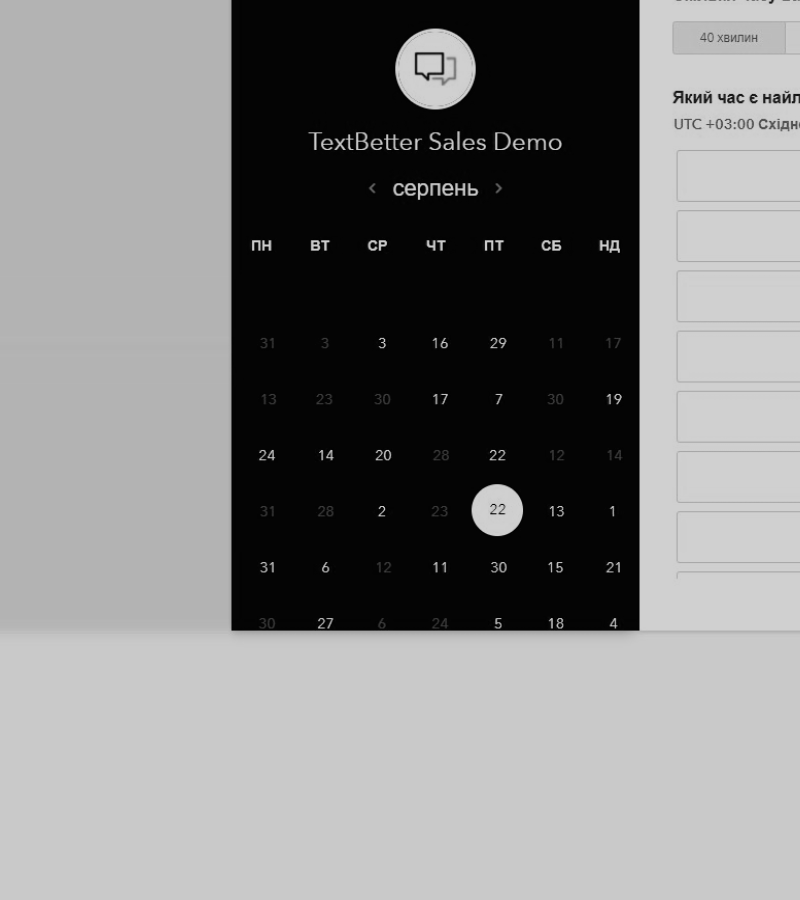 40 хвилин
Який час є найл
UTC +03:00 Східн
TextBetter Sales Demo
серпень
ПН ВТ СР ЧТ ПТ СБ НД
31 3 3 16 29 11 17
13 23 30 17 7 30 19
24 14 20 28 22 12 14
31 28 2 23 22 13 1
31 6 12 11 30 15 21
30 27 6 24 5 18 4